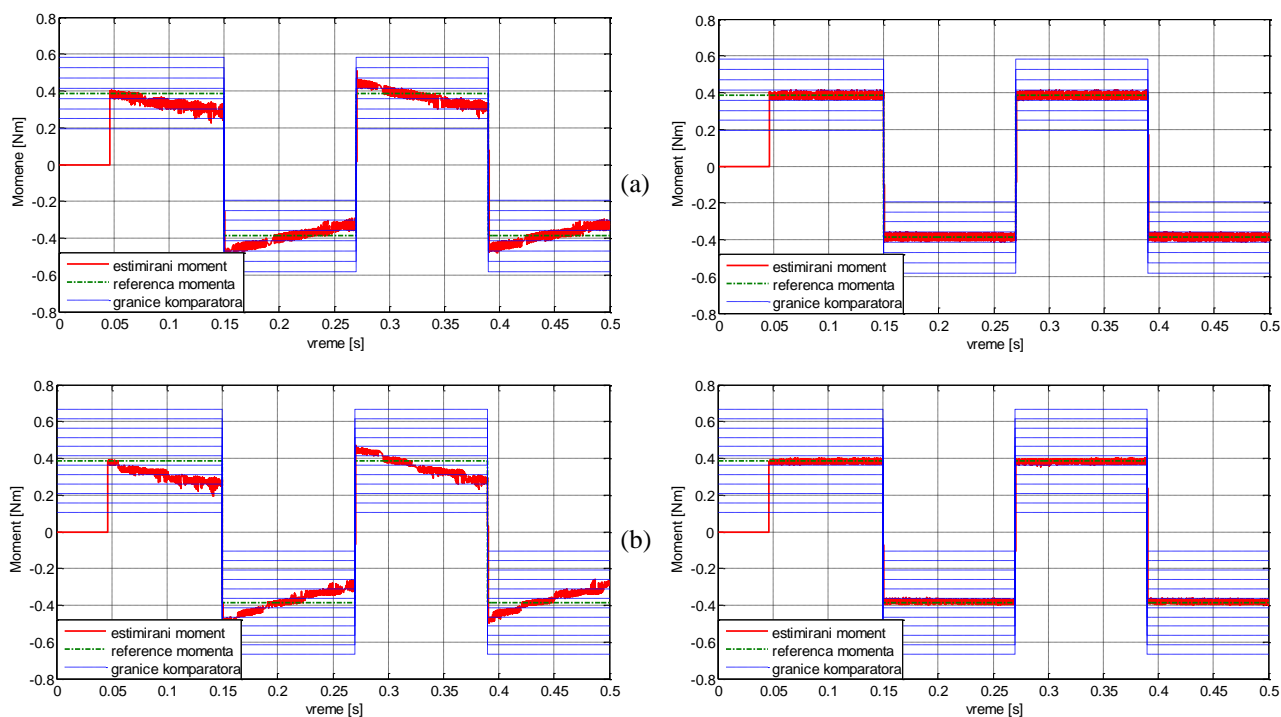 0.8
0.6
0.4
0.2
0
-0.2
-0.4
-0.6
-0.8
Momene [Nm]
estimirani moment
referenca momenta
granice komparatora
0 0.05 0.1 0.15 0.2 0.25 0.3 0.35 0.4 0.45 0.5
vreme [s]
(a)
0.8
0.6
0.4
0.2
0
-0.2
-0.4
-0.6
-0.8
Moment [Nm]
estimirani moment
referenca momenta
granice komparatora
0 0.05 0.1 0.15 0.2 0.25 0.3 0.35 0.4 0.45 0.5
vreme [s]
0.8
0.6
0.4
0.2
0
-0.2
-0.4
-0.6
-0.8
Moment [Nm]
estimirani moment
reference momenta
granice komparatora
0 0.05 0.1 0.15 0.2 0.25 0.3 0.35 0.4 0.45 0.5
vreme [s]
(b)
0.8
0.6
0.4
0.2
0
-0.2
-0.4
-0.6
-0.8
Moment [Nm]
estimirani moment
referenca momenta
granice komparatora
0 0.05 0.1 0.15 0.2 0.25 0.3 0.35 0.4 0.45 0.5
vreme [s]